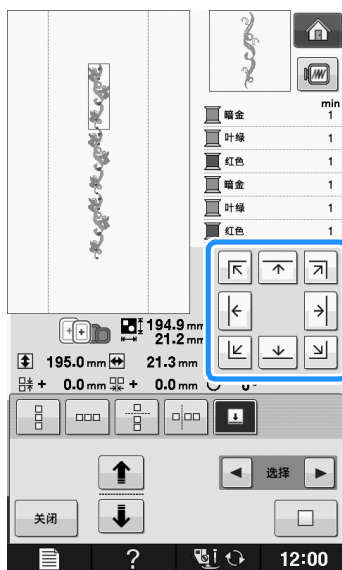 min
暗金 1
叶绿 1
红色 1
暗金 1
叶绿 1
红色 1
194.9 mm
21.2 mm
195.0 mm 21.3 mm
+ 0.0 mm + 0.0 mm 0°
选择
关闭
? 12:00